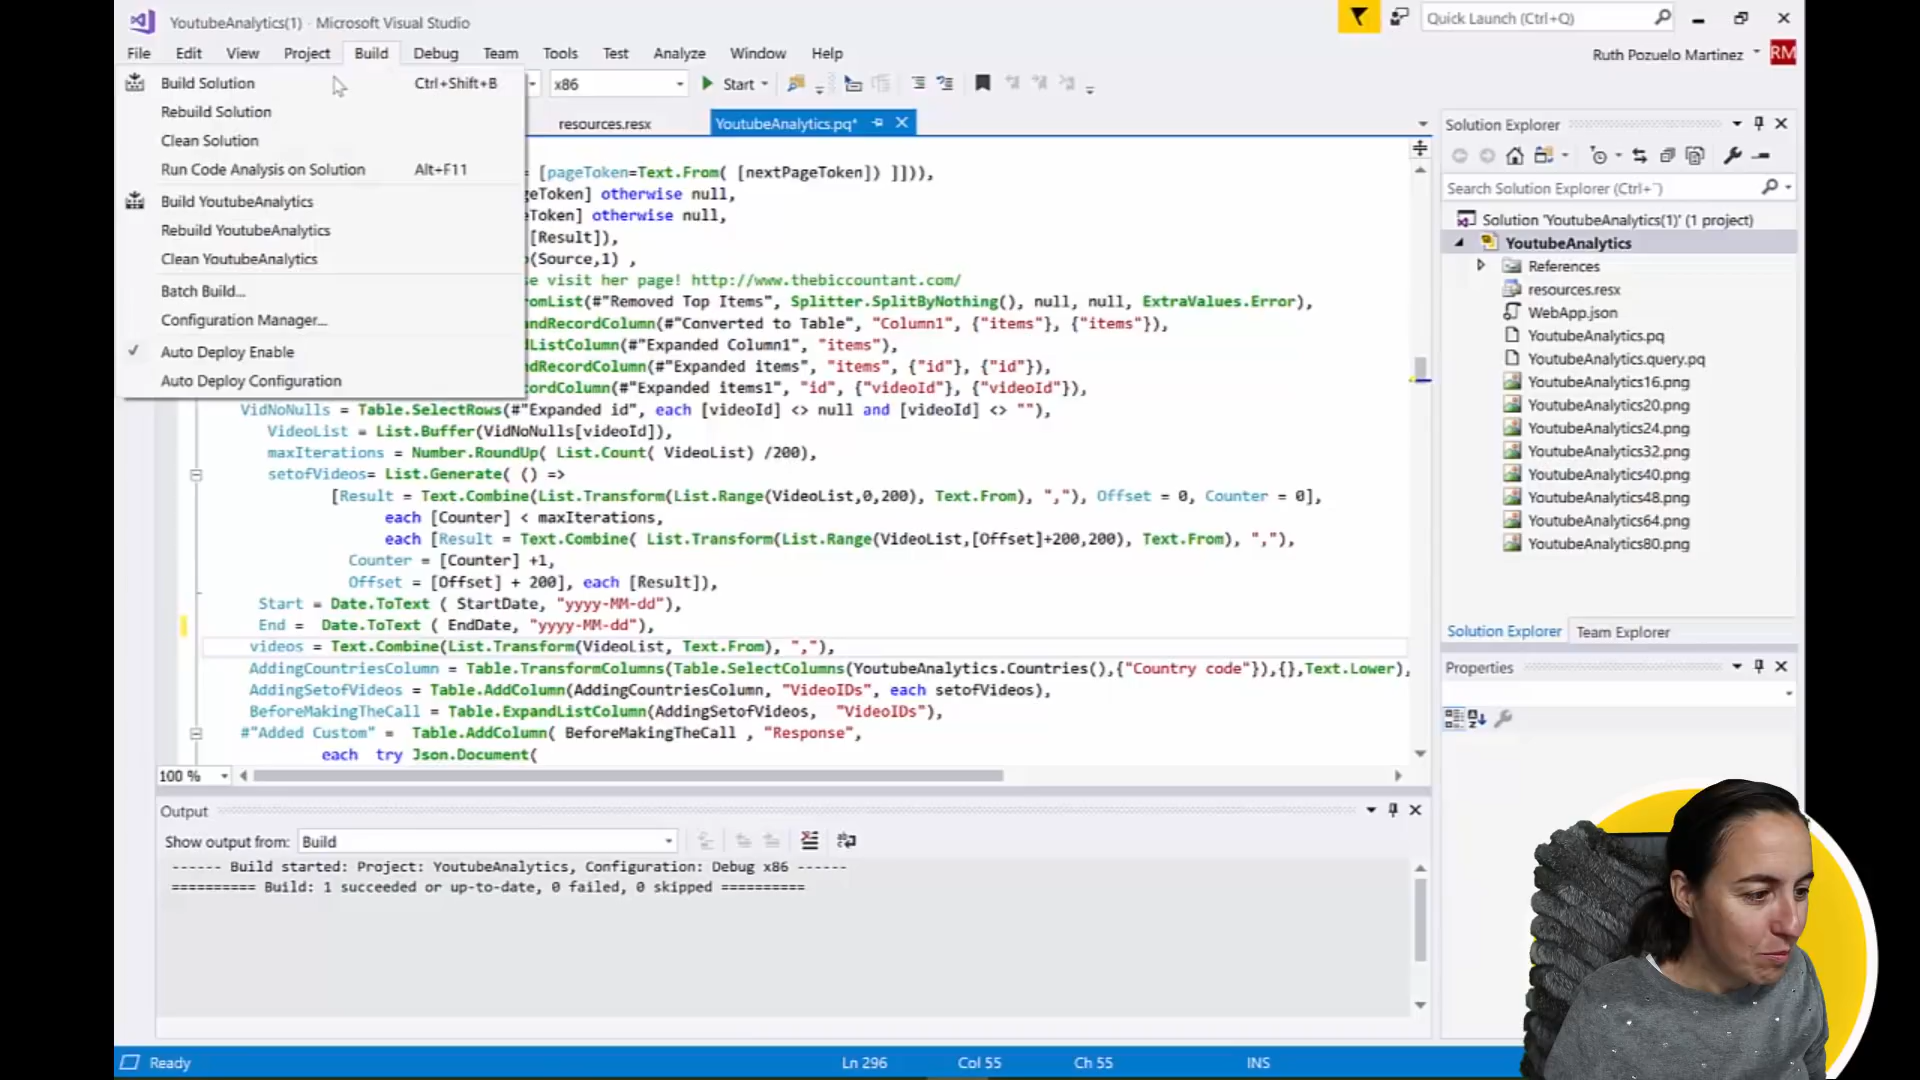 YoutubeAnalytics(1) - Microsoft Visual Studio
Quick Launch (Ctrl+Q)
File Edit View Project Build Debug Team Tools Test Analyze Window Help
Ruth Pozuelo Martinez RM
Build Solution Ctrl+Shift+B
Rebuild Solution
Clean Solution
Run Code Analysis on Solution Alt+F11
Build YoutubeAnalytics
Rebuild YoutubeAnalytics
Clean YoutubeAnalytics
Batch Build...
Configuration Manager...
Auto Deploy Enable
Auto Deploy Configuration
x86 Start
resources.resx YoutubeAnalytics.pq*
= [pageToken=Text.From( [nextPageToken]) ]])),
geToken] otherwise null,
eToken] otherwise null,
[Result]),
(Source,1) ,
se visit her page! http://www.thebiccountant.com/
omList(#"Removed Top Items", Splitter.SplitByNothing(), null, null, ExtraValues.Error),
ndRecordColumn(#"Converted to Table", "Column1", {"items"}, {"items"}),
dListColumn(#"Expanded Column1", "items"),
ndRecordColumn(#"Expanded items", "items", {"id"}, {"id"}),
cordColumn(#"Expanded items1", "id", {"videoId"}, {"videoId"}),
VidNoNulls = Table.SelectRows(#"Expanded id", each [videoId] <> null and [videoId] <> ""),
VideoList = List.Buffer(VidNoNulls[videoId]),
maxIterations = Number.RoundUp( List.Count( VideoList) /200),
setofVideos= List.Generate( () =>
[Result = Text.Combine(List.Transform(List.Range(VideoList,0,200), Text.From), ","), Offset = 0, Counter = 0],
each [Counter] < maxIterations,
each [Result = Text.Combine( List.Transform(List.Range(VideoList,[Offset]+200,200), Text.From), ","),
Counter = [Counter] +1,
Offset = [Offset] + 200], each [Result]),
Start = Date.ToText ( StartDate, "yyyy-MM-dd"),
End = Date.ToText ( EndDate, "yyyy-MM-dd"),
videos = Text.Combine(List.Transform(VideoList, Text.From), ","),
AddingCountriesColumn = Table.TransformColumns(Table.SelectColumns(YoutubeAnalytics.Countries(),{"Country code"}),{},Text.Lower),
AddingSetofVideos = Table.AddColumn(AddingCountriesColumn, "VideoIDs", each setofVideos),
BeforeMakingTheCall = Table.ExpandListColumn(AddingSetofVideos, "VideoIDs"),
#"Added Custom" = Table.AddColumn( BeforeMakingTheCall , "Response",
each try Json.Document(
100 %
Output
Show output from: Build
------ Build started: Project: YoutubeAnalytics, Configuration: Debug x86 ------
========== Build: 1 succeeded or up-to-date, 0 failed, 0 skipped ==========
Solution Explorer
Search Solution Explorer (Ctrl+¨)
Solution 'YoutubeAnalytics(1)' (1 project)
YoutubeAnalytics
References
resources.resx
WebApp.json
YoutubeAnalytics.pq
YoutubeAnalytics.query.pq
YoutubeAnalytics16.png
YoutubeAnalytics20.png
YoutubeAnalytics24.png
YoutubeAnalytics32.png
YoutubeAnalytics40.png
YoutubeAnalytics48.png
YoutubeAnalytics64.png
YoutubeAnalytics80.png
Solution Explorer Team Explorer
Properties
Ready Ln 296 Col 55 Ch 55 INS